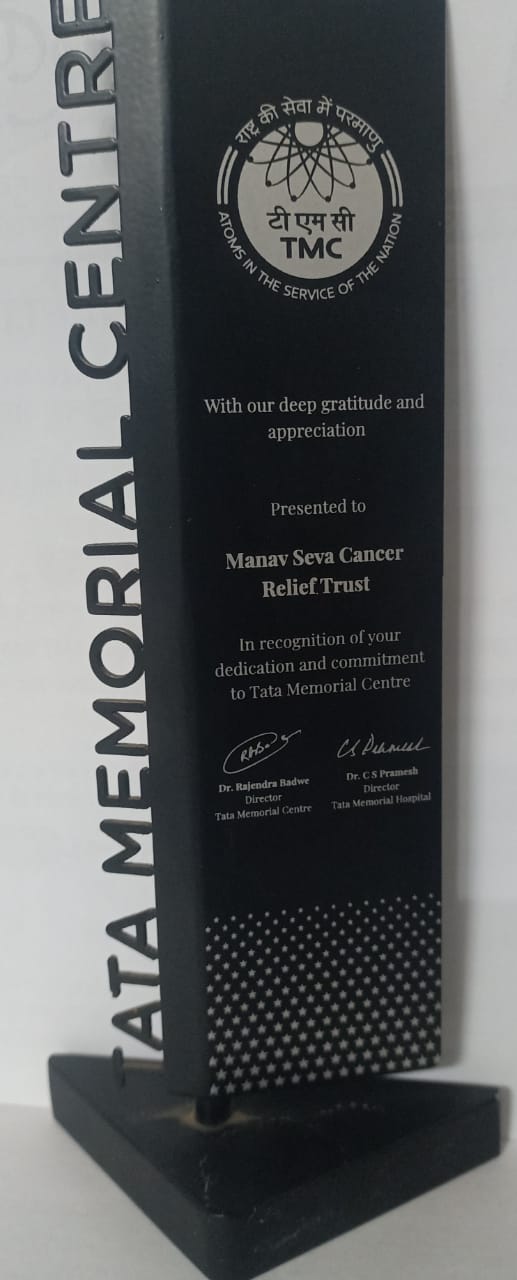 TATA MEMORIAL CENTRE
राष्ट्र की सेवा में परमाणु
टी एम सी
TMC
ATOMS IN THE SERVICE OF THE NATION
With our deep gratitude and
appreciation
Presented to
Manav Seva Cancer
Relief Trust
In recognition of your
dedication and commitment
to Tata Memorial Centre
Dr. Rajendra Badwe
Director
Tata Memorial Centre
C S Pramesh
Dr. C S Pramesh
Director
Tata Memorial Hospital